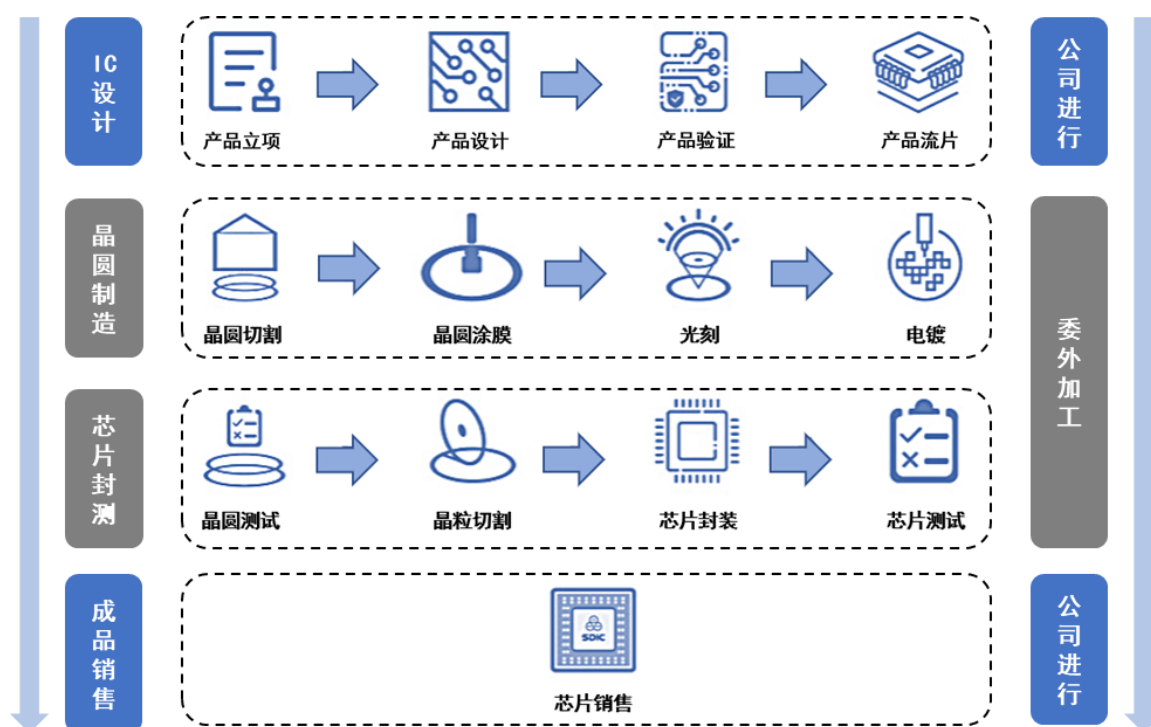 IC设计
产品立项
产品设计
产品验证
产品流片
公司进行
晶圆制造
晶圆切割
晶圆涂膜
光刻
电镀
委外加工
芯片封测
晶圆测试
晶粒切割
芯片封装
芯片测试
成品销售
SDIC
芯片销售
公司进行